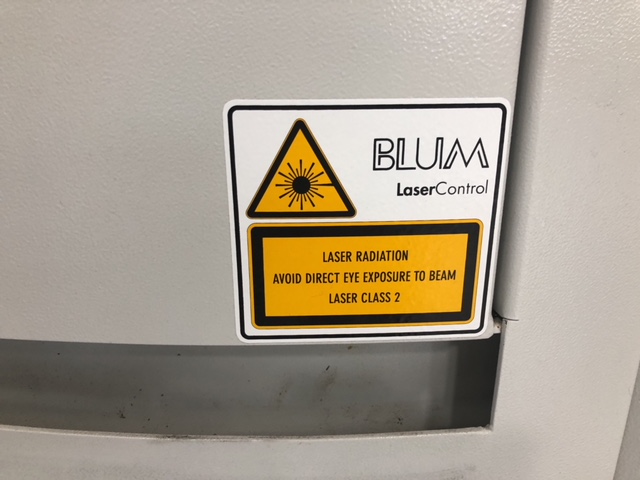 BLUM
LaserControl
LASER RADIATION
AVOID DIRECT EYE EXPOSURE TO BEAM
LASER CLASS 2